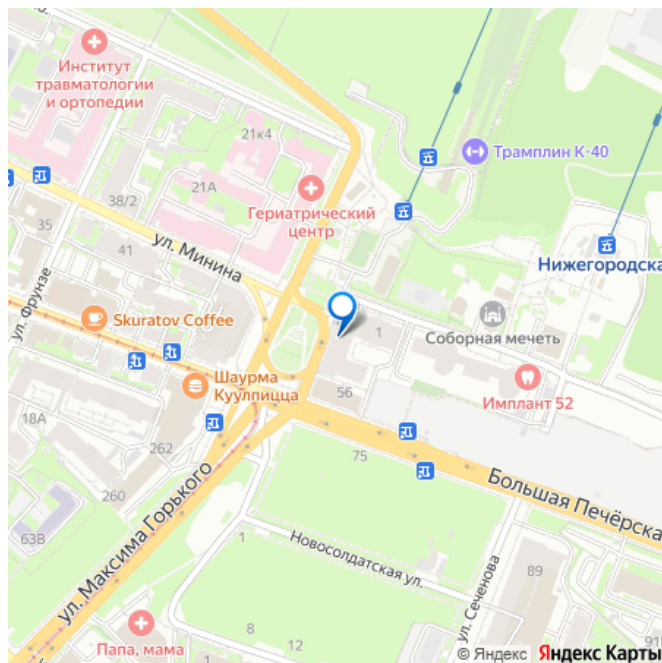 Институт
травматологии
и ортопедии
21к4
Трамплин К-40
21А
38/2
Гериатрический
центр
35
41
ул. Минина
Нижегородска
ул. Фрунзе
Skuratov Coffee
1
Соборная мечеть
Шаурма
Куулпицца
56
Имплант 52
18А
262
75
260
Большая Печёрска
63В
ул. Максима Горького
1
Новосолдатская ул.
ул. Сеченова
89
8
12
Папа, мама
91
© Яндекс Яндекс Карты